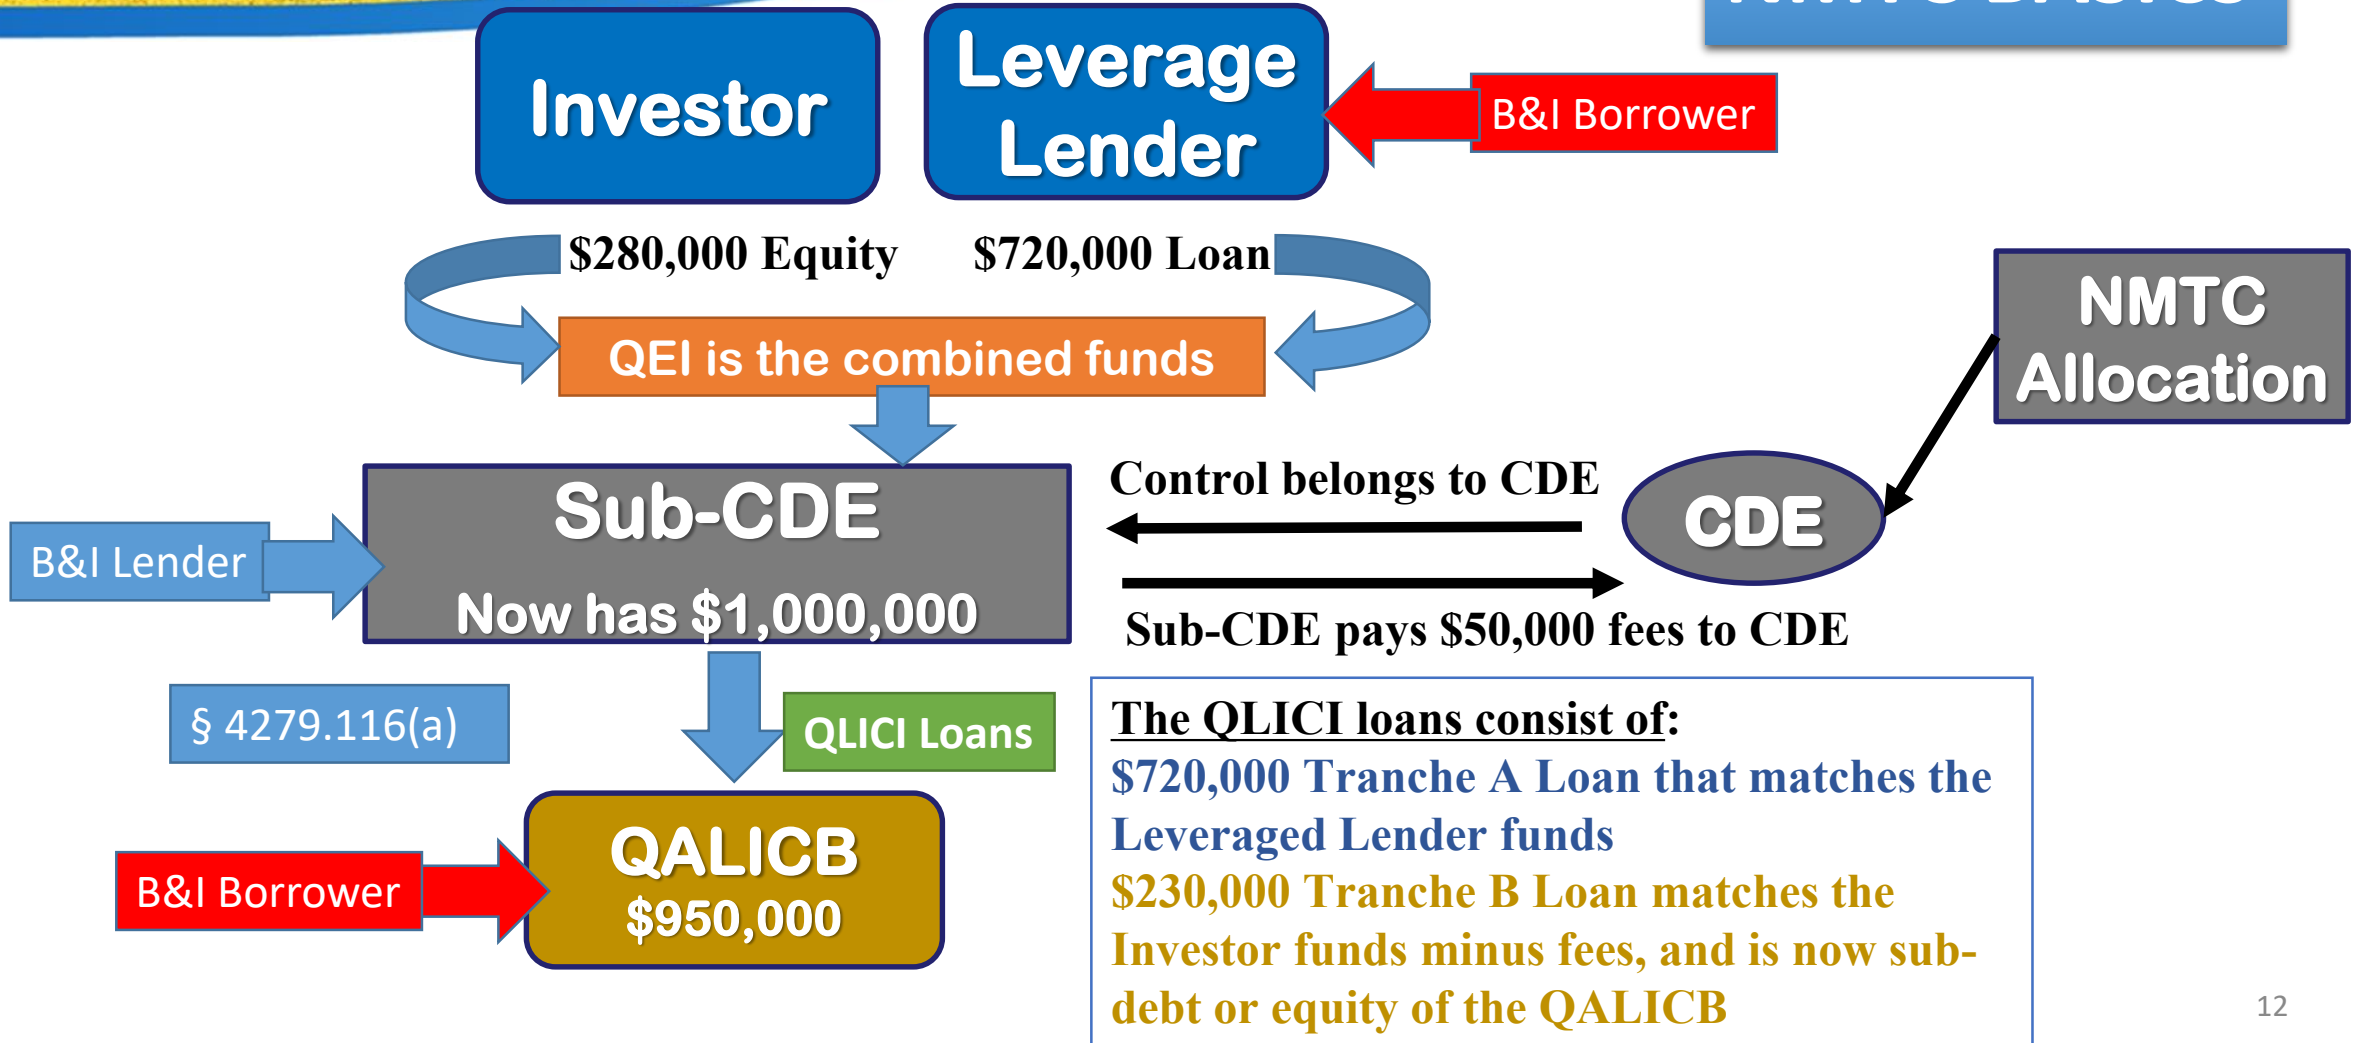 NMTC BASICS
Investor
Leverage
Lender
B&I Borrower
$280,000 Equity
$720,000 Loan
QEI is the combined funds
NMTC
Allocation
Sub-CDE
Now has $1,000,000
B&I Lender
Control belongs to CDE
CDE
Sub-CDE pays $50,000 fees to CDE
§ 4279.116(a)
QLICI Loans
The QLICI loans consist of:
$720,000 Tranche A Loan that matches the
Leveraged Lender funds
$230,000 Tranche B Loan matches the
Investor funds minus fees, and is now sub-
debt or equity of the QALICB
B&I Borrower
QALICB
$950,000
12